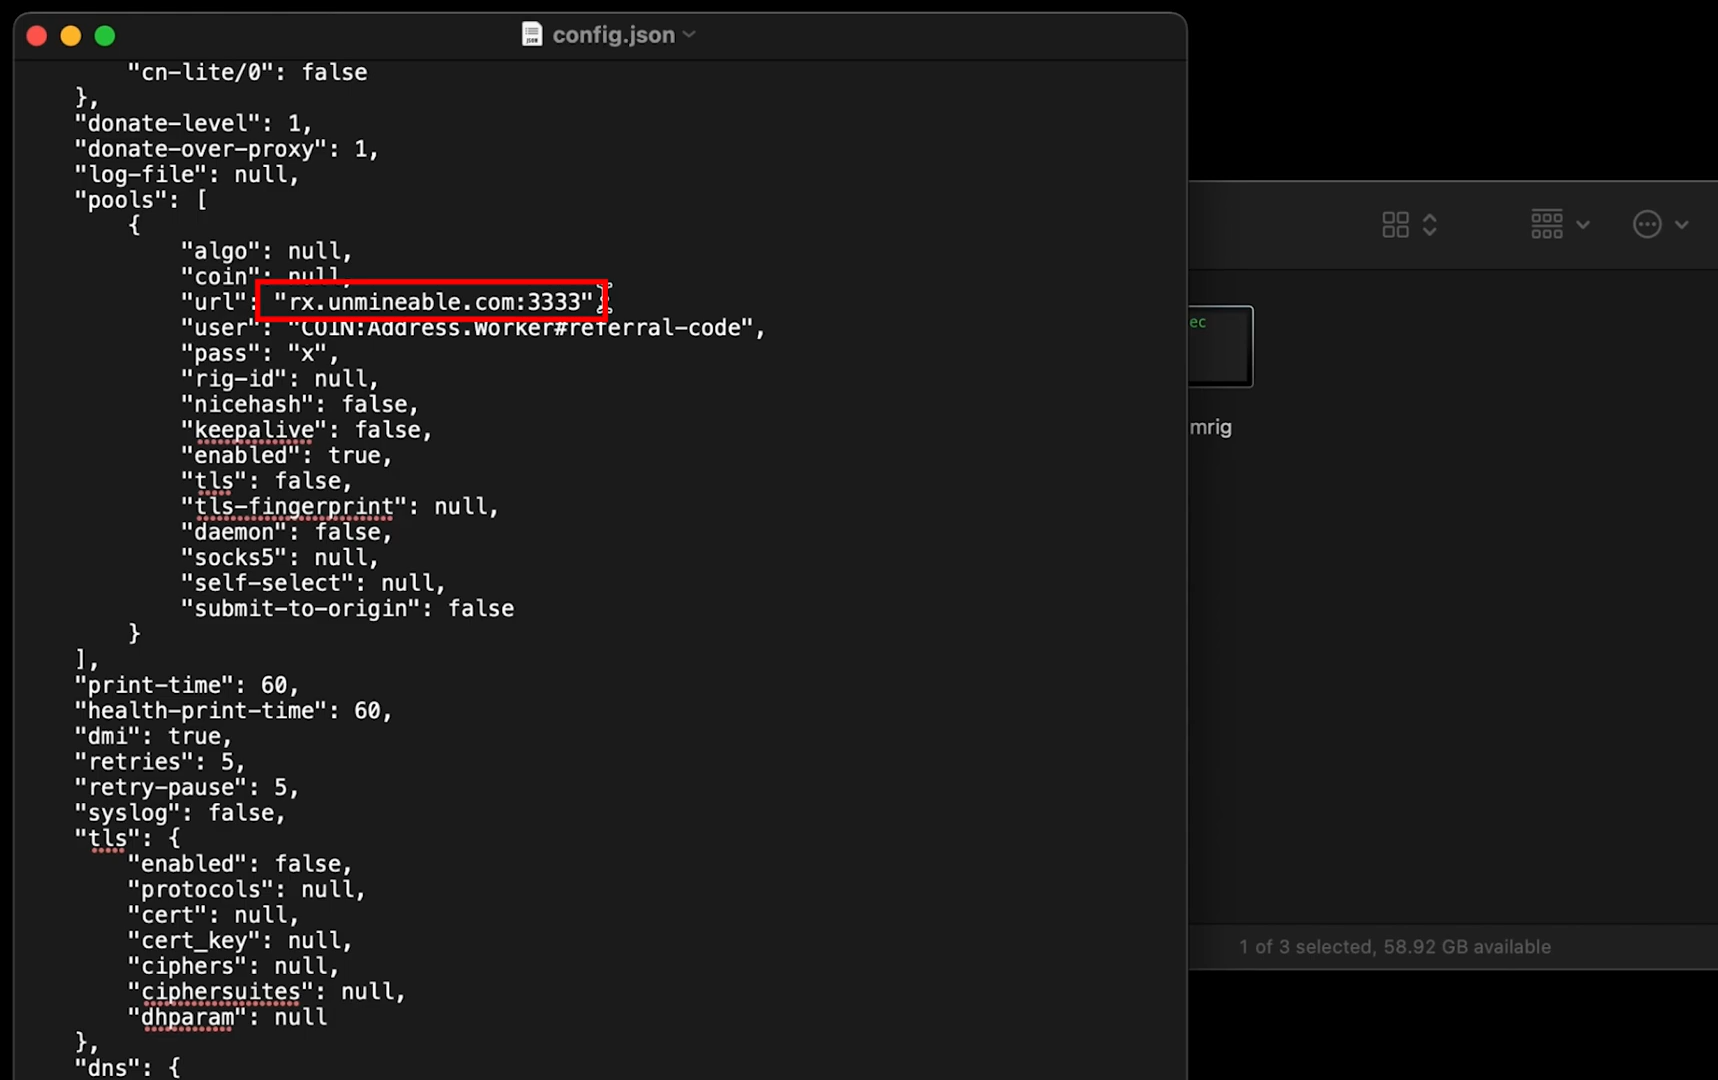 config.json
"cn-lite/0": false
},
"donate-level": 1,
"donate-over-proxy": 1,
"log-file": null,
"pools": [
{
"algo": null,
"coin": null,
"url": "rx.unmineable.com:3333",
"user": "COIN:Address.Worker#referral-code",
"pass": "x",
"rig-id": null,
"nicehash": false,
"keepalive": false,
"enabled": true,
"tls": false,
"tls-fingerprint": null,
"daemon": false,
"socks5": null,
"self-select": null,
"submit-to-origin": false
}
],
"print-time": 60,
"health-print-time": 60,
"dmi": true,
"retries": 5,
"retry-pause": 5,
"syslog": false,
"tls": {
"enabled": false,
"protocols": null,
"cert": null,
"cert_key": null,
"ciphers": null,
"ciphersuites": null,
"dhparam": null
},
"dns": {
ec
mrig
1 of 3 selected, 58.92 GB available